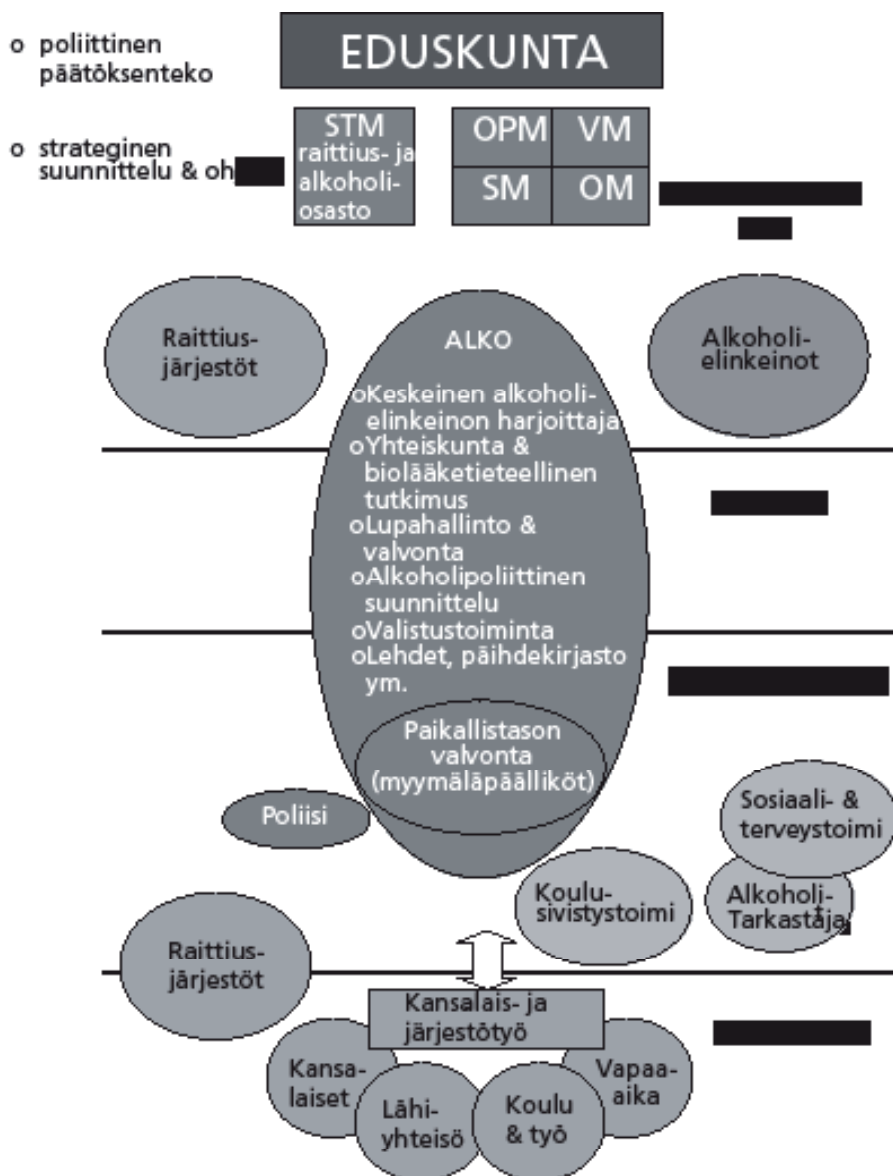 o poliittinen
päätöksenteko
EDUSKUNTA
o strateginen
suunnittelu & oh
STM
raittius- ja
alkoholi-
osasto
OPM
VM
SM
OM
Raittius-
järjestöt
ALKO
Alkoholi-
elinkeinot
oKeskeinen alkoholi-
elinkeinon harjoittaja
oYhteiskunta &
biolääketieteellinen
tutkimus
oLupahallinto &
valvonta
oAlkoholipoliittinen
suunnittelu
oValistustoiminta
oLehdet, päihdekirjasto
ym.
Paikallistason
valvonta
(myymäläpäälliköt)
Poliisi
Sosiaali- &
terveystoimi
Koulu-
sivistystoimi
Alkoholi-
Tarkastaja
Raittius-
järjestöt
Kansalais- ja
järjestötyö
Kansa-
laiset
Lähi-
yhteisö
Koulu
& työ
Vapaa-
aika